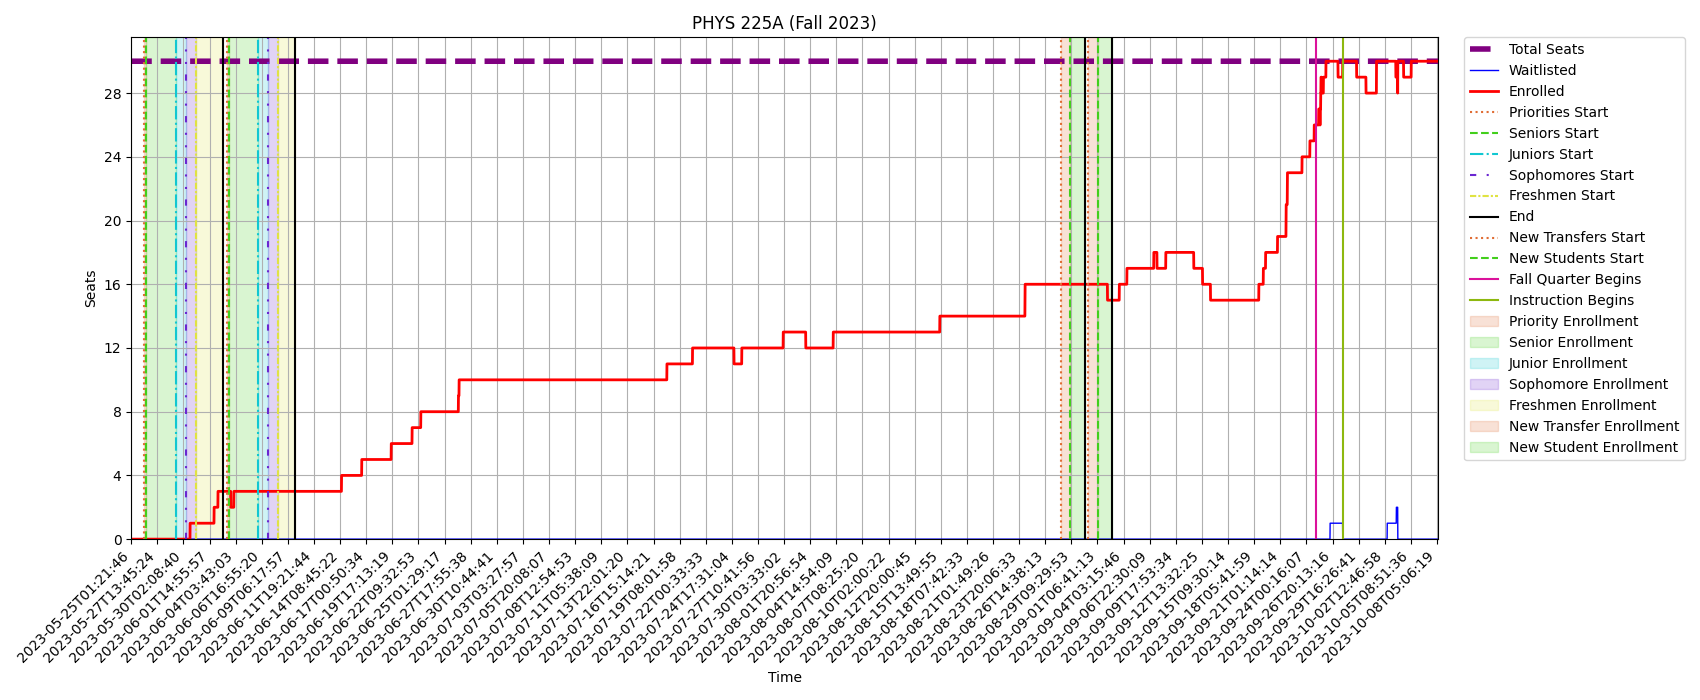 PHYS 225A (Fall 2023)
Seats
28
24
20
16
12
8
4
0
2023-05-25T01:21:46
2023-05-27T13:45:24
2023-05-30T02:08:40
2023-06-01T14:55:57
2023-06-04T03:43:03
2023-06-06T16:55:20
2023-06-09T06:17:57
2023-06-11T19:21:44
2023-06-14T08:45:22
2023-06-17T00:50:34
2023-06-19T17:13:19
2023-06-22T09:32:53
2023-06-25T01:29:29
2023-06-27T17:55:38
2023-06-30T10:44:41
2023-07-03T03:27:57
2023-07-05T20:08:07
2023-07-08T12:54:53
2023-07-11T05:38:09
2023-07-13T22:01:20
2023-07-16T15:14:21
2023-07-19T08:01:58
2023-07-22T00:33:33
2023-07-24T17:31:04
2023-07-27T10:41:56
2023-07-30T03:33:02
2023-08-01T20:56:54
2023-08-04T14:54:09
2023-08-07T08:25:20
2023-08-10T02:00:22
2023-08-12T20:00:45
2023-08-15T13:49:55
2023-08-18T07:42:33
2023-08-21T01:49:26
2023-08-23T20:06:33
2023-08-26T14:38:13
2023-08-29T09:29:53
2023-09-01T06:41:13
2023-09-04T03:15:46
2023-09-06T22:30:09
2023-09-09T17:53:34
2023-09-12T13:32:25
2023-09-15T09:30:14
2023-09-18T05:41:59
2023-09-21T01:14:14
2023-09-24T00:16:07
2023-09-26T20:13:16
2023-09-29T16:26:41
2023-10-02T12:46:58
2023-10-05T08:51:36
2023-10-08T05:06:19
Time
Total Seats
Waitlisted
Enrolled
Priorities Start
Seniors Start
Juniors Start
Sophomores Start
Freshmen Start
End
New Transfers Start
New Students Start
Fall Quarter Begins
Instruction Begins
Priority Enrollment
Senior Enrollment
Junior Enrollment
Sophomore Enrollment
Freshmen Enrollment
New Transfer Enrollment
New Student Enrollment